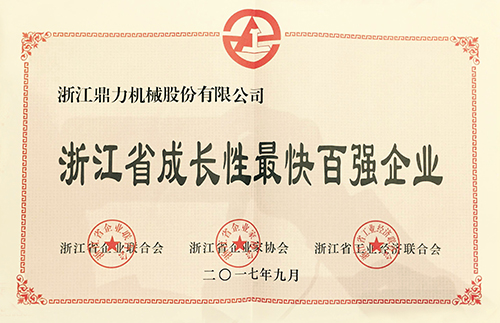 浙江鼎力机械股份有限公司
浙江省成长性最快百强企业
浙江省企业联合会 浙江省企业家协会 浙江省工业经济联合会
二〇一七年九月